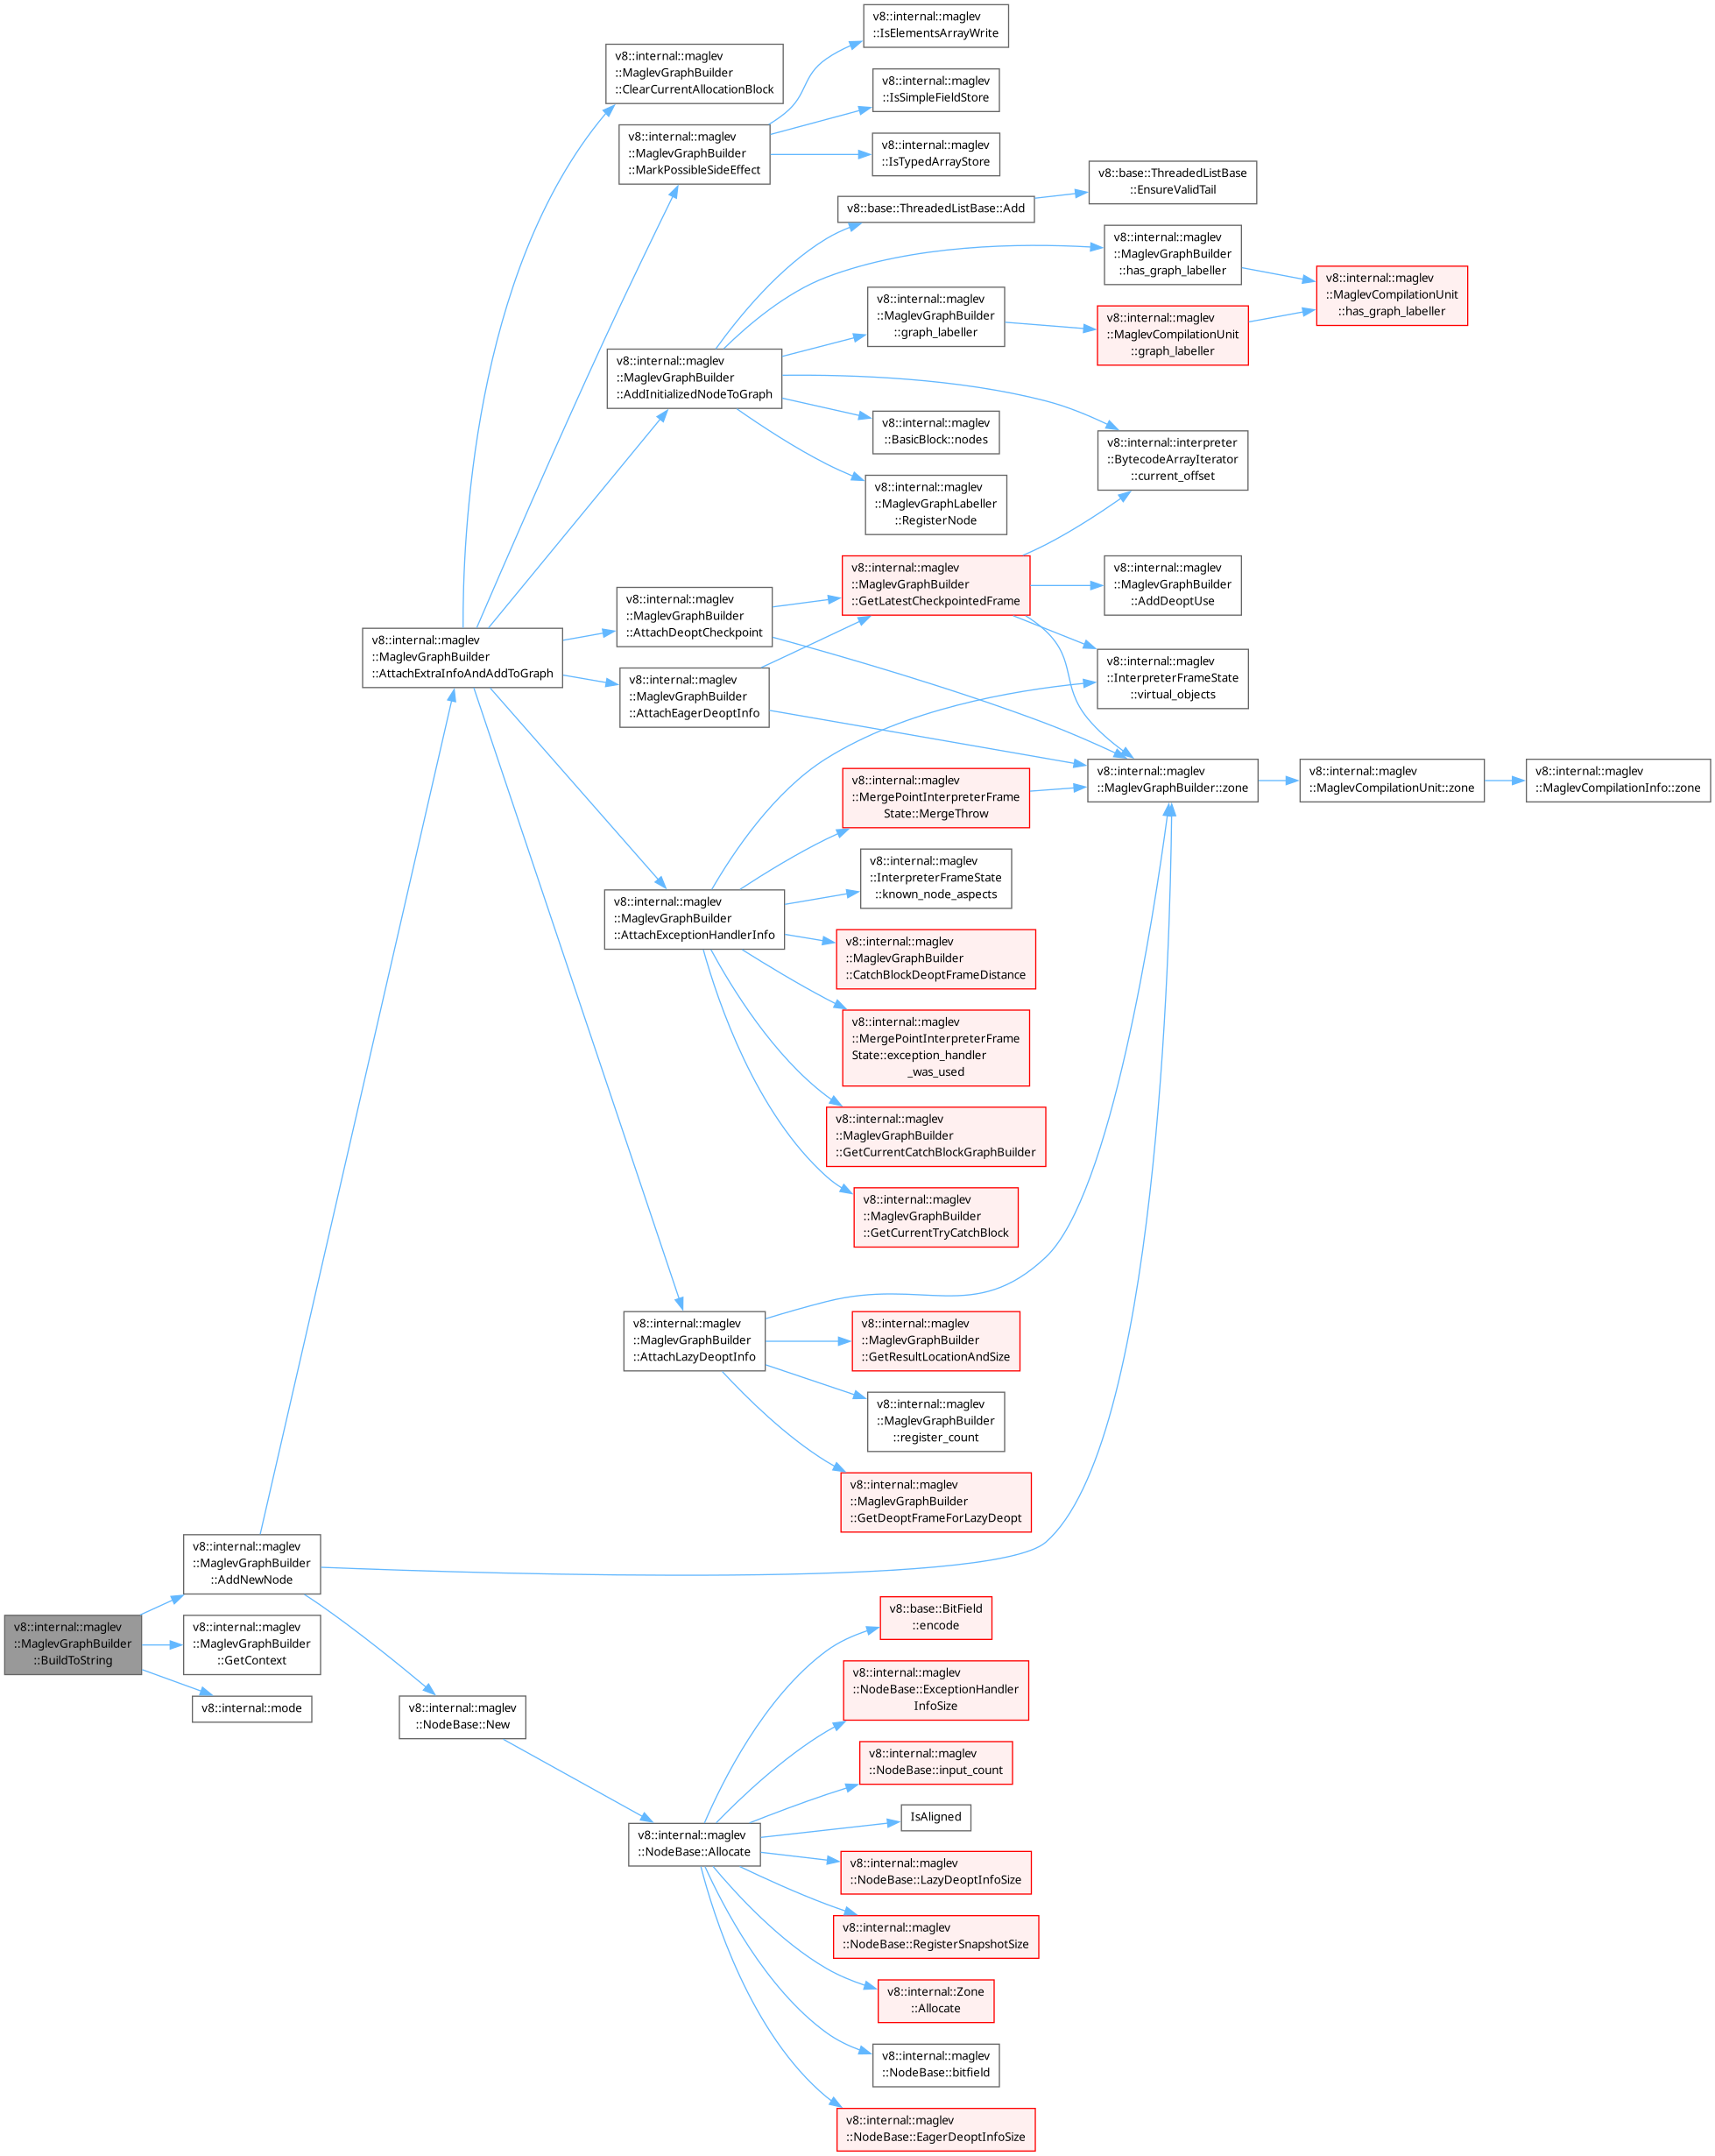 v8::internal::maglev
::IsElementsArrayWrite
v8::internal::maglev
::MaglevGraphBuilder
::ClearCurrentAllocationBlock
v8::internal::maglev
::IsSimpleFieldStore
v8::internal::maglev
::MaglevGraphBuilder
::MarkPossibleSideEffect
v8::internal::maglev
::IsTypedArrayStore
v8::base::ThreadedListBase
::EnsureValidTail
v8::base::ThreadedListBase::Add
v8::internal::maglev
::MaglevGraphBuilder
::has_graph_labeller
v8::internal::maglev
::MaglevCompilationUnit
::has_graph_labeller
v8::internal::maglev
::MaglevGraphBuilder
::graph_labeller
v8::internal::maglev
::MaglevCompilationUnit
::graph_labeller
v8::internal::maglev
::MaglevGraphBuilder
::AddInitializedNodeToGraph
v8::internal::maglev
::BasicBlock::nodes
v8::internal::interpreter
::BytecodeArrayIterator
::current_offset
v8::internal::maglev
::MaglevGraphLabeller
::RegisterNode
v8::internal::maglev
::MaglevGraphBuilder
::GetLatestCheckpointedFrame
v8::internal::maglev
::MaglevGraphBuilder
::AddDeoptUse
v8::internal::maglev
::MaglevGraphBuilder
::AttachDeoptCheckpoint
v8::internal::maglev
::MaglevGraphBuilder
::AttachExtraInfoAndAddToGraph
v8::internal::maglev
::MaglevGraphBuilder
::AttachEagerDeoptInfo
v8::internal::maglev
::InterpreterFrameState
::virtual_objects
v8::internal::maglev
::MergePointInterpreterFrame
State::MergeThrow
v8::internal::maglev
::MaglevGraphBuilder::zone
v8::internal::maglev
::MaglevCompilationUnit::zone
v8::internal::maglev
::MaglevCompilationInfo::zone
v8::internal::maglev
::InterpreterFrameState
::known_node_aspects
v8::internal::maglev
::MaglevGraphBuilder
::AttachExceptionHandlerInfo
v8::internal::maglev
::MaglevGraphBuilder
::CatchBlockDeoptFrameDistance
v8::internal::maglev
::MergePointInterpreterFrame
State::exception_handler
_was_used
v8::internal::maglev
::MaglevGraphBuilder
::GetCurrentCatchBlockGraphBuilder
v8::internal::maglev
::MaglevGraphBuilder
::GetCurrentTryCatchBlock
v8::internal::maglev
::MaglevGraphBuilder
::AttachLazyDeoptInfo
v8::internal::maglev
::MaglevGraphBuilder
::GetResultLocationAndSize
v8::internal::maglev
::MaglevGraphBuilder
::register_count
v8::internal::maglev
::MaglevGraphBuilder
::GetDeoptFrameForLazyDeopt
v8::internal::maglev
::MaglevGraphBuilder
::AddNewNode
v8::internal::maglev
::MaglevGraphBuilder
::BuildToString
v8::internal::maglev
::MaglevGraphBuilder
::GetContext
v8::internal::mode
v8::internal::maglev
::NodeBase::New
v8::base::BitField
::encode
v8::internal::maglev
::NodeBase::ExceptionHandler
InfoSize
v8::internal::maglev
::NodeBase::input_count
IsAligned
v8::internal::maglev
::NodeBase::Allocate
v8::internal::maglev
::NodeBase::LazyDeoptInfoSize
v8::internal::maglev
::NodeBase::RegisterSnapshotSize
v8::internal::Zone
::Allocate
v8::internal::maglev
::NodeBase::bitfield
v8::internal::maglev
::NodeBase::EagerDeoptInfoSize